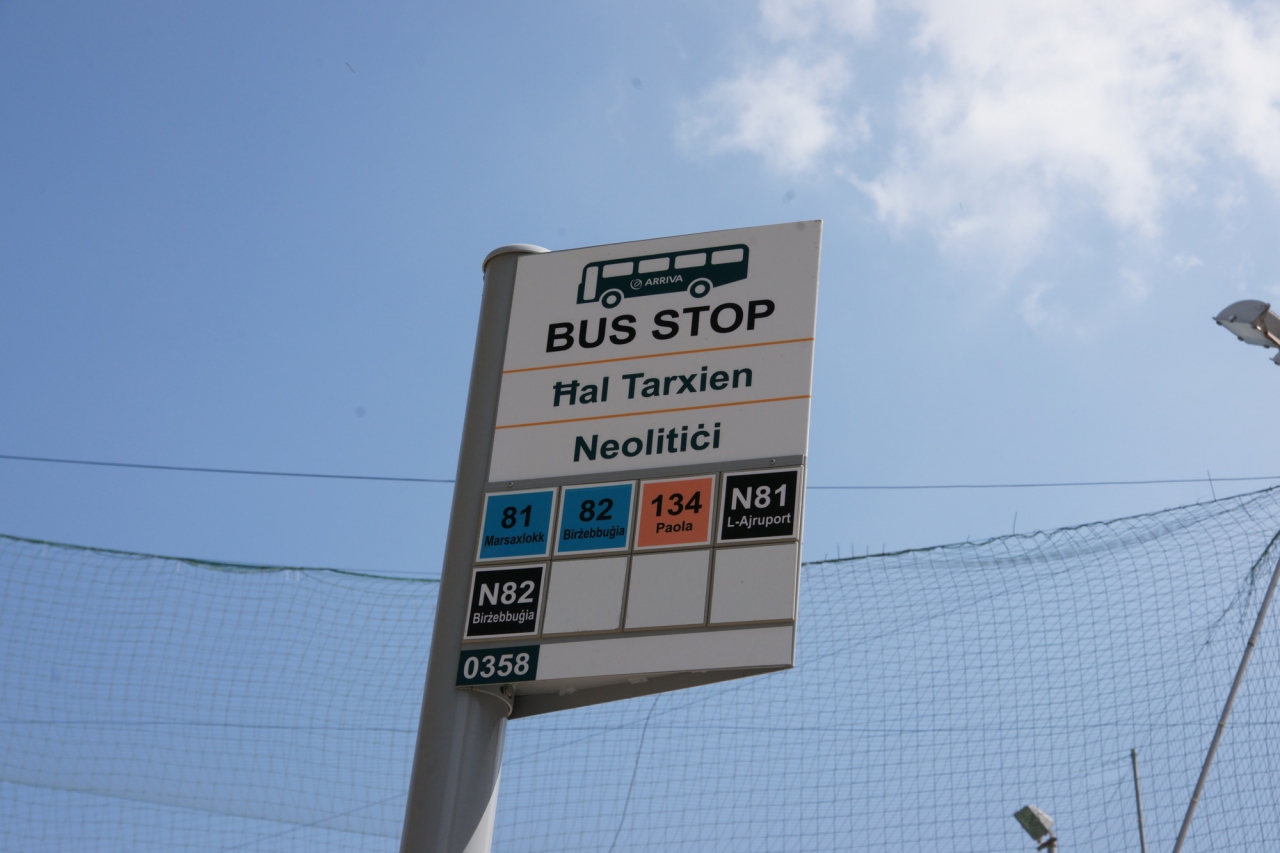 ARRIVA
BUS STOP
Ħal Tarxien
Neolitiċi
81
Marsaxlokk
82
Birżebbuġia
134
Paola
N81
L-Ajruport
N82
Birżebbuġia
0358